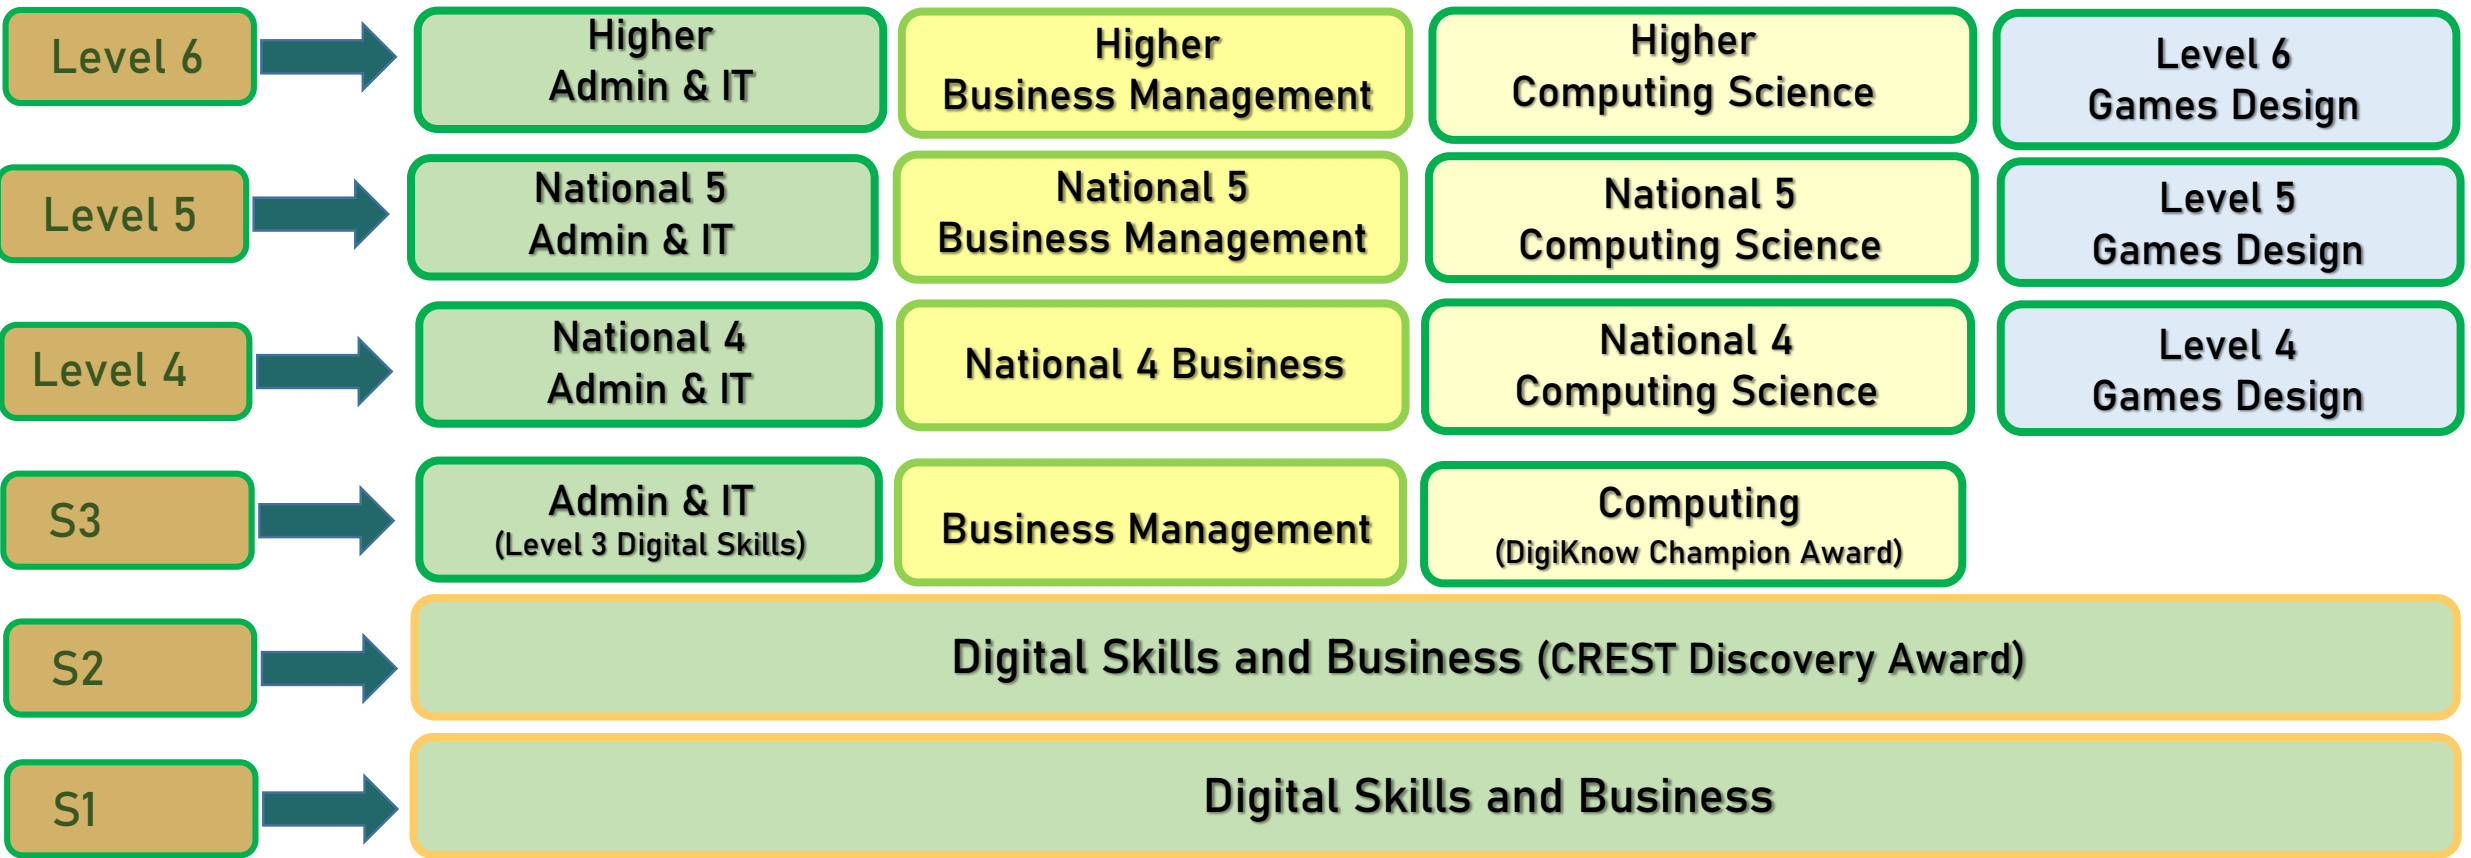 Level 6
Higher
Admin & IT
Higher
Business Management
Higher
Computing Science
Level 6
Games Design
Level 5
National 5
Admin & IT
National 5
Business Management
National 5
Computing Science
Level 5
Games Design
Level 4
National 4
Admin & IT
National 4 Business
National 4
Computing Science
Level 4
Games Design
S3
Admin & IT
(Level 3 Digital Skills)
Business Management
Computing
(DigiKnow Champion Award)
S2
Digital Skills and Business (CREST Discovery Award)
S1
Digital Skills and Business